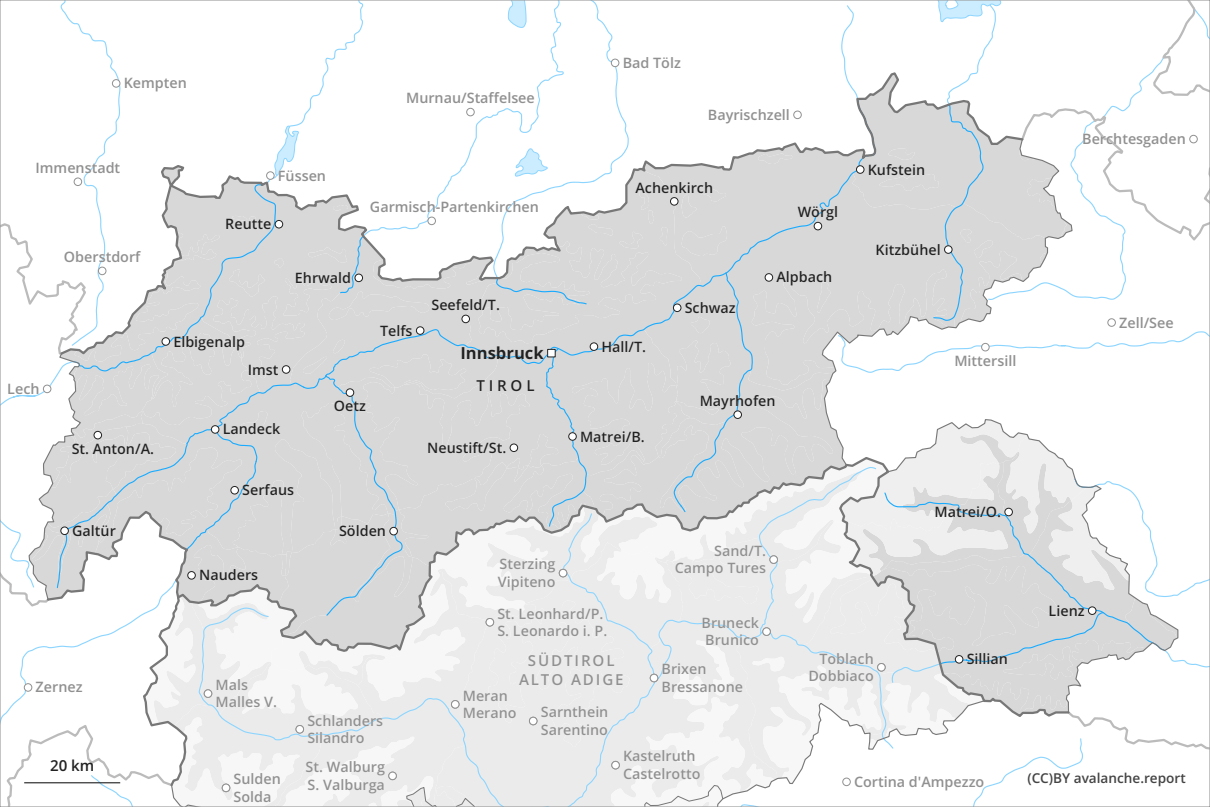 Kempten
Bad Tölz
Murnau/Staffelsee
Bayrischzell
Berchtesgaden
Immenstadt
Füssen
Kufstein
Achenkirch
Garmisch-Partenkirchen
Wörgl
Reutte
Kitzbühel
Oberstdorf
Ehrwald
Alpbach
Seefeld/T.
Schwaz
Zell/See
Telfs
Elbigenalp
Hall/T.
Innsbruck
Mittersill
Imst
TIROL
Lech
Oetz
Mayrhofen
Landeck
Matrei/B.
St. Anton/A.
Neustift/St.
Serfaus
Matrei/O.
Galtür
Sölden
Sand/T.
Campo Tures
Sterzing
Vipiteno
Nauders
Lienz
St. Leonhard/P.
S. Leonardo i. P.
Bruneck
Brunico
SÜDTIROL
ALTO ADIGE
Toblach
Dobbiaco
Sillian
Brixen
Bressanone
Zernez
Mals
Malles V.
Meran
Merano
Sarnthein
Sarentino
Schlanders
Silandro
Kastelruth
Castelrotto
St. Walburg
S. Valburga
20 km
Sulden
Solda
Cortina d'Ampezzo
(CC)BY avalanche.report